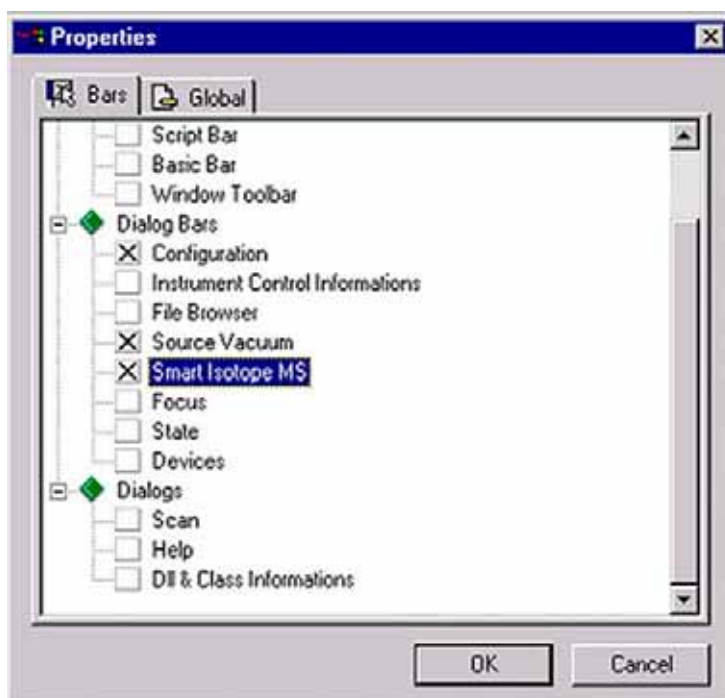 Properties
Bars Global
Script Bar
Basic Bar
Window Toolbar
Dialog Bars
Configuration
Instrument Control Informations
File Browser
Source Vacuum
Smart Isotope MS
Focus
State
Devices
Dialogs
Scan
Help
Dll & Class Informations
OK Cancel